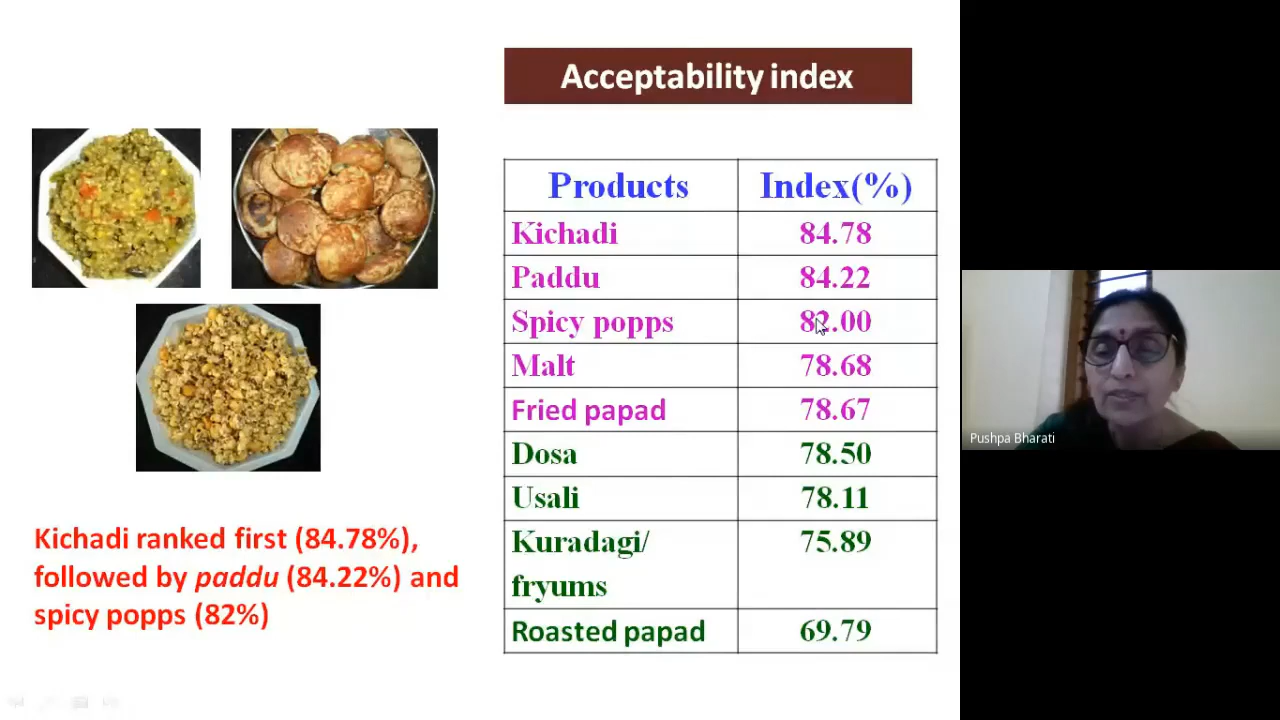 Acceptability index
Products Index(%)
Kichadi 84.78
Paddu 84.22
Spicy popps 82.00
Malt 78.68
Fried papad 78.67
Dosa 78.50
Usali 78.11
Kuradagi/ 75.89
fryums
Roasted papad 69.79
Kichadi ranked first (84.78%),
followed by paddu (84.22%) and
spicy popps (82%)
Pushpa Bharati